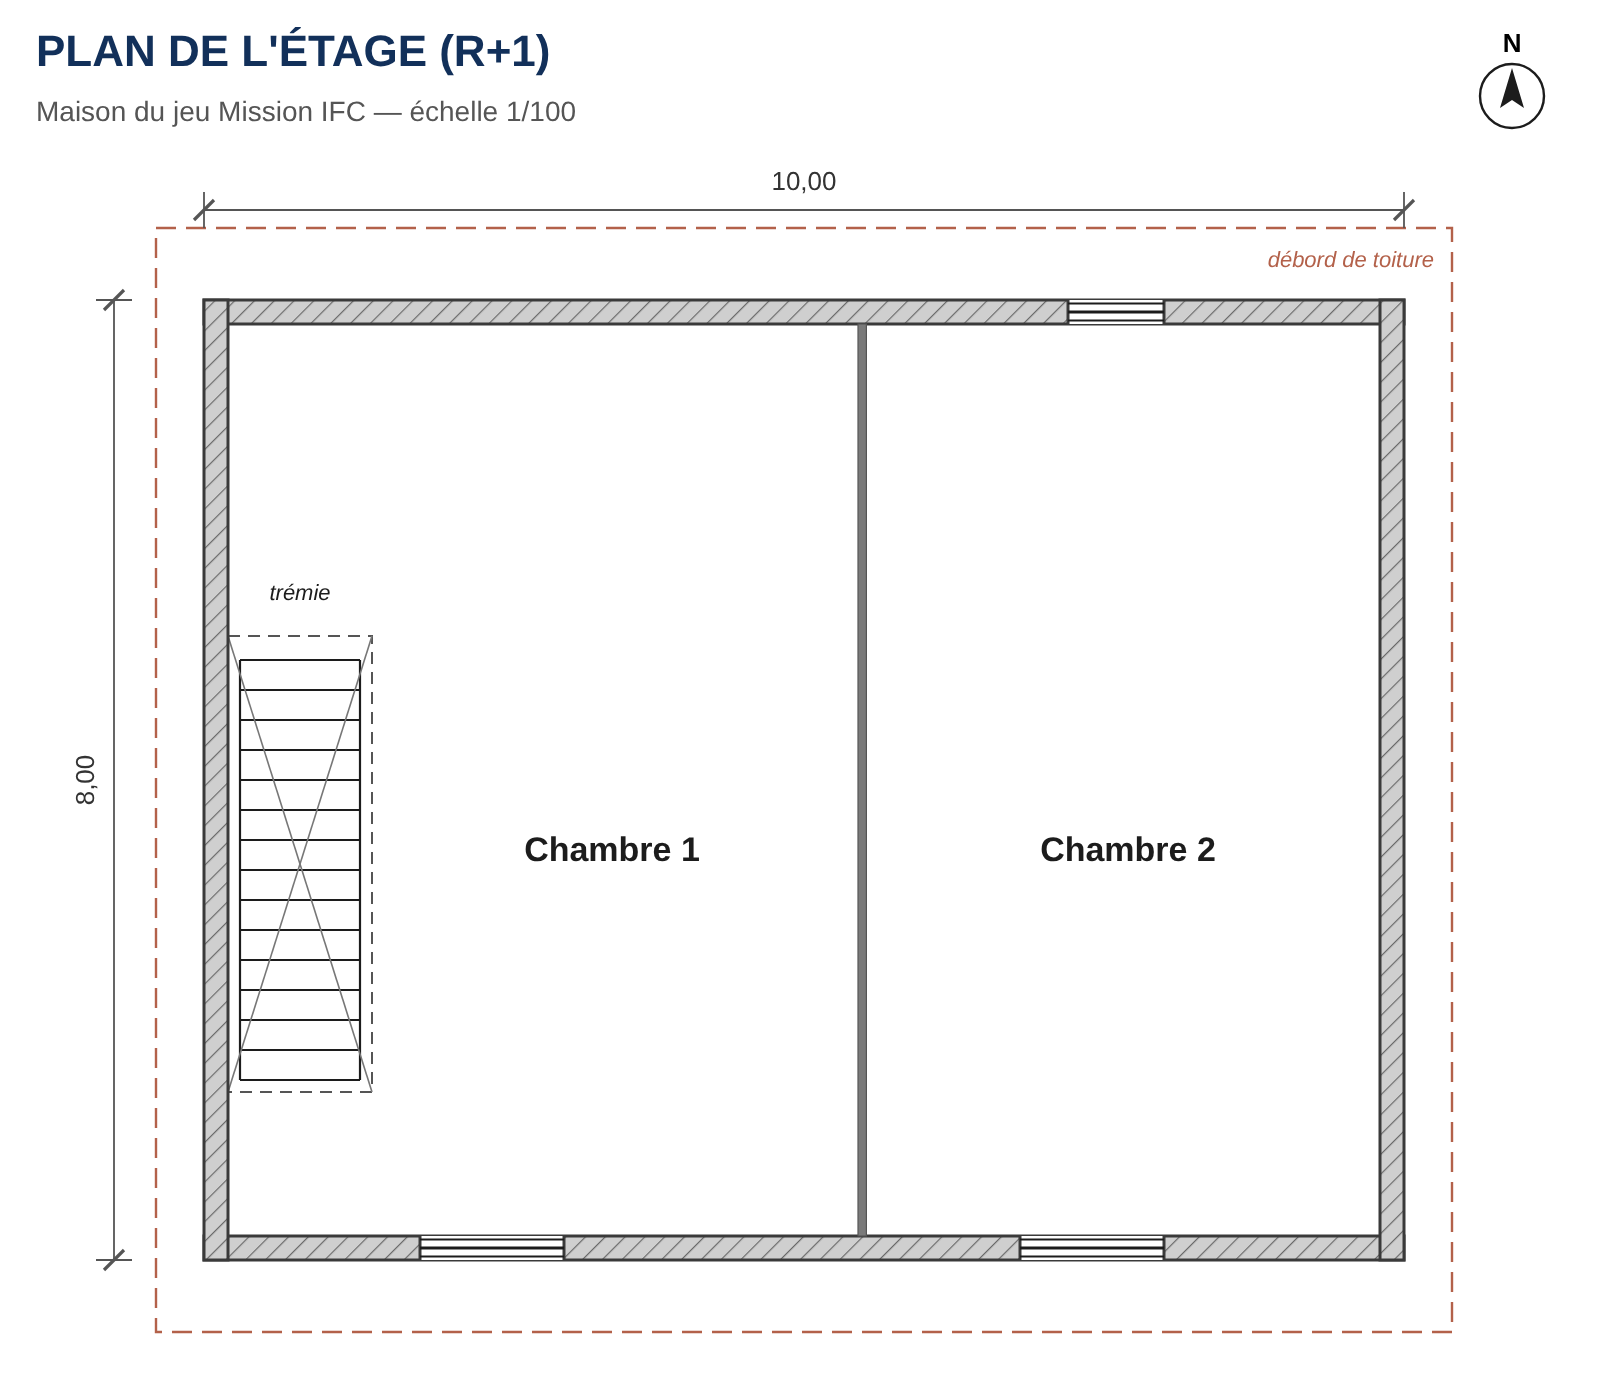 PLAN DE L'ÉTAGE (R+1)
N
Maison du jeu Mission IFC — échelle 1/100
10,00
débord de toiture
trémie
8,00
Chambre 1
Chambre 2